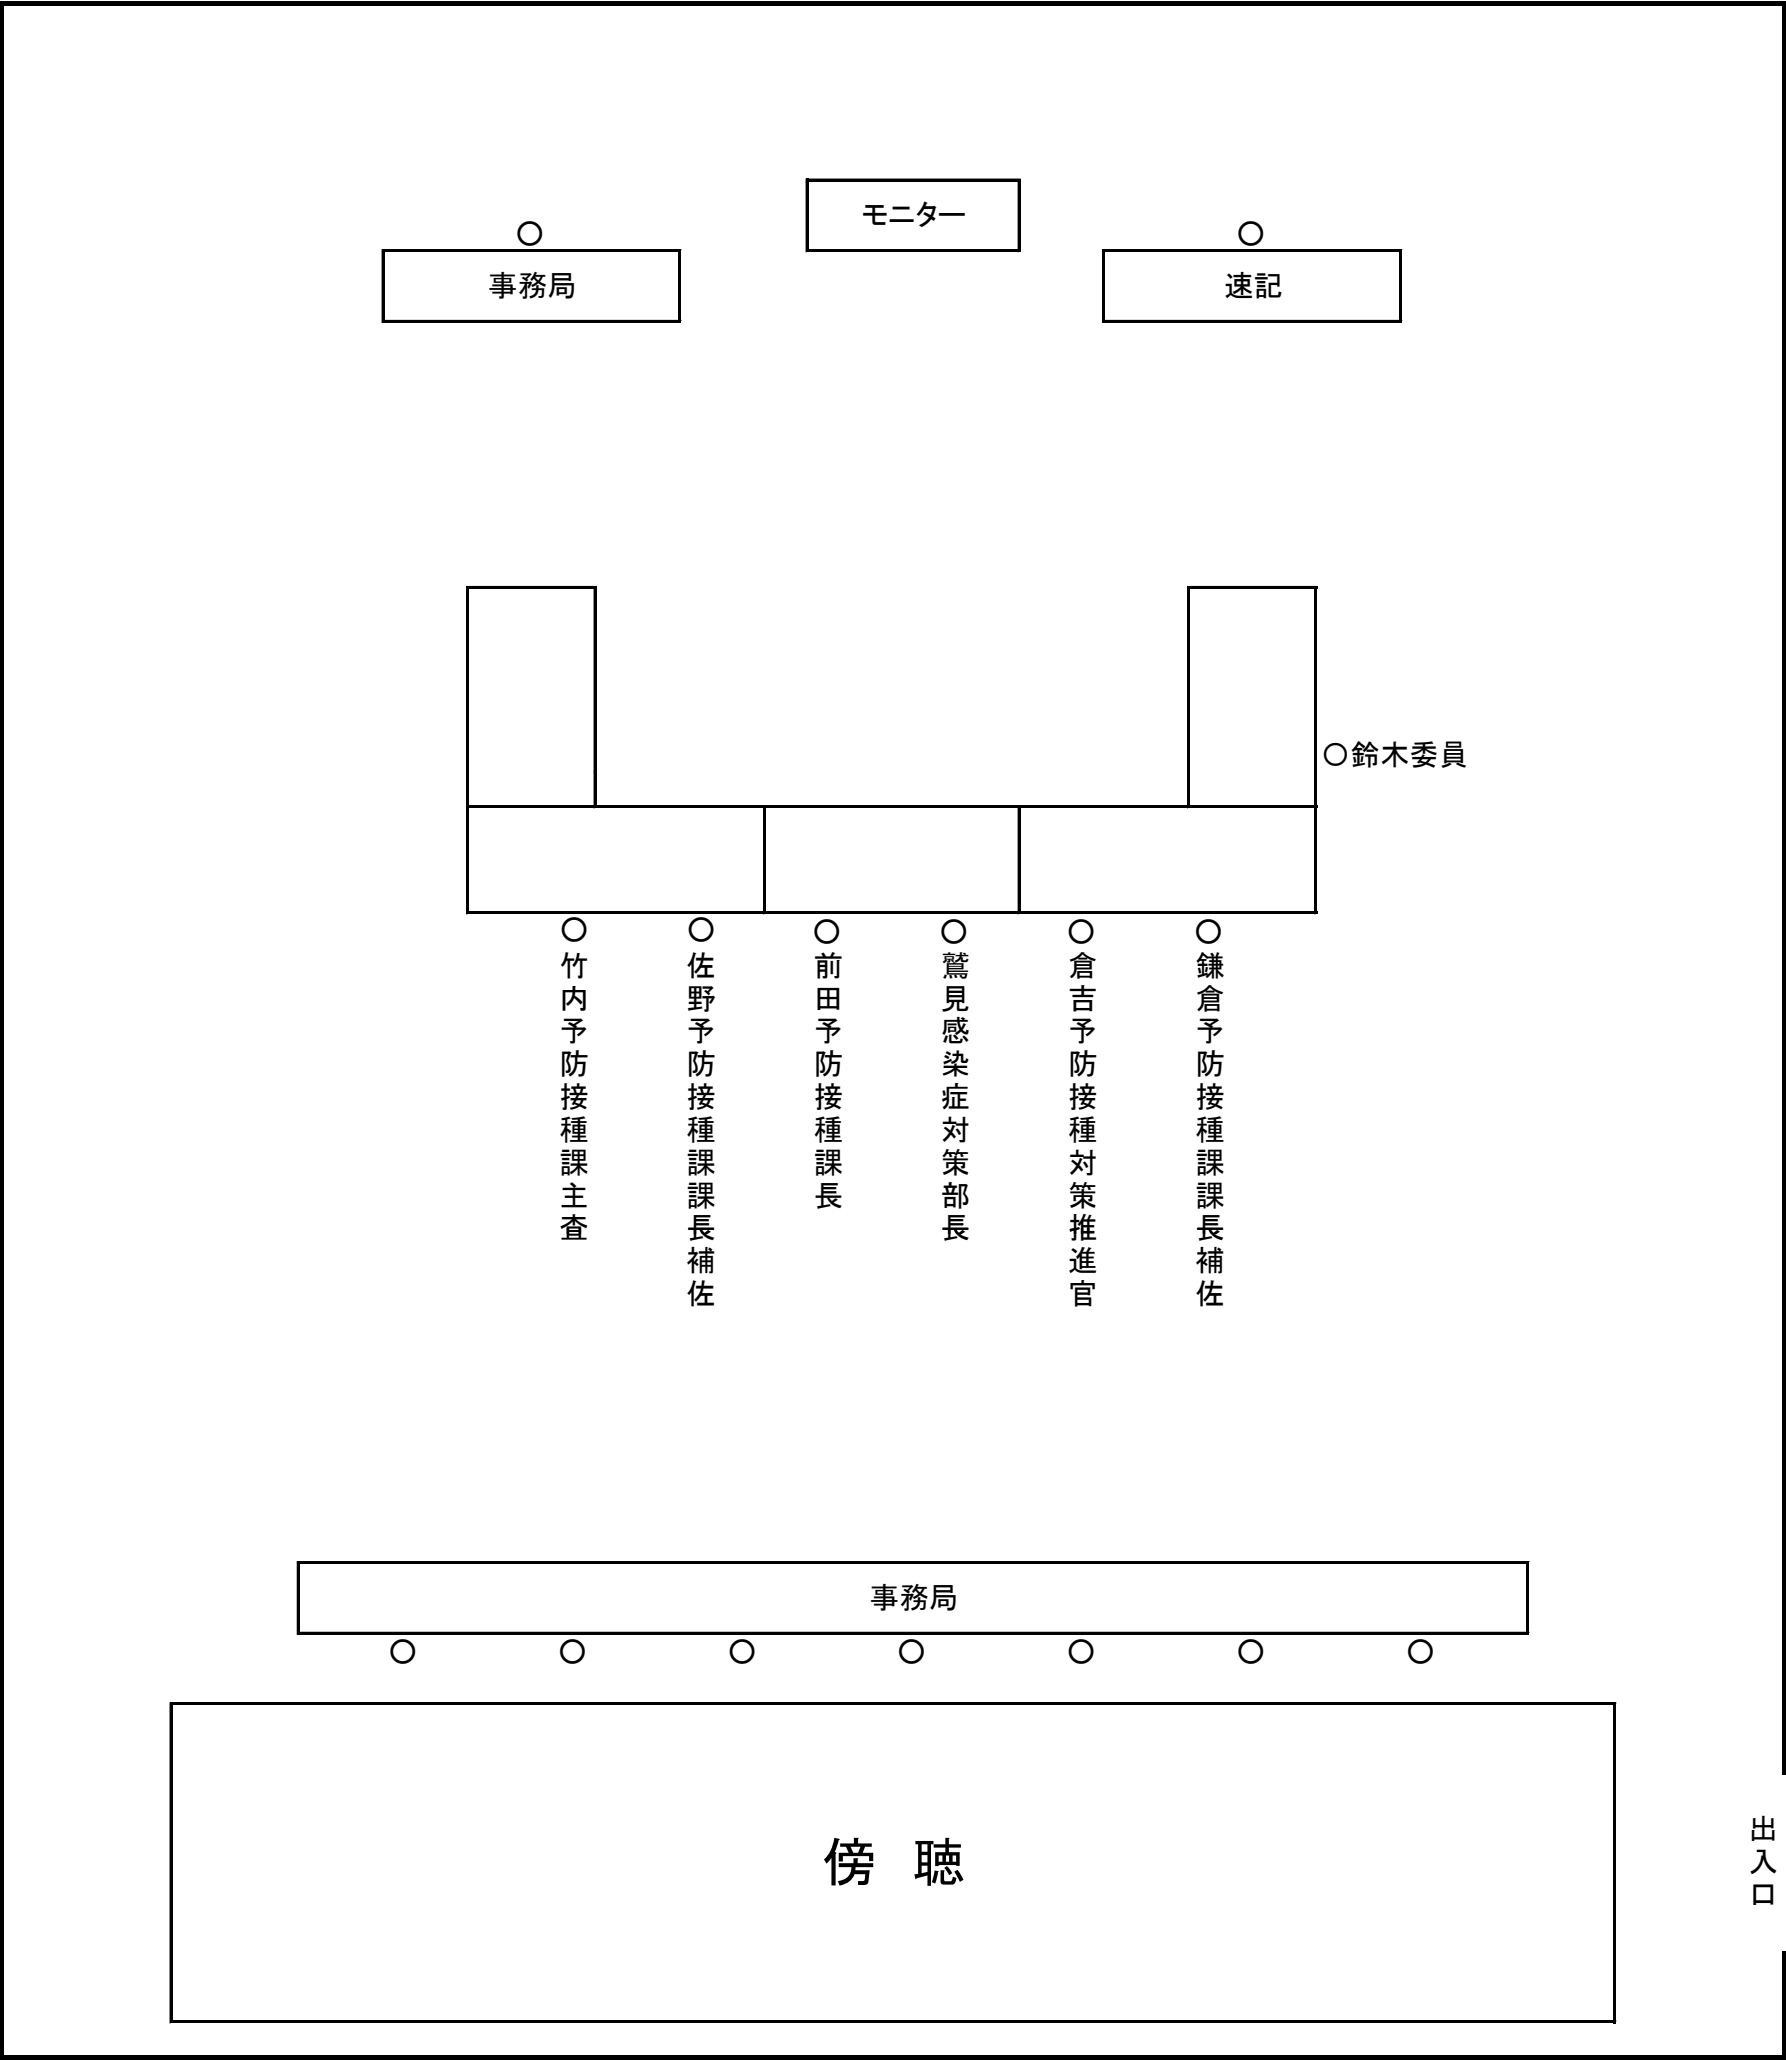 モニター
○
○
事務局
速記
○鈴木委員
○竹内予防接種課主査
○佐野予防接種課課長補佐
○前田予防接種課長
○鷲見感染症対策部長
○倉吉予防接種対策推進官
○鎌倉予防接種課課長補佐
事務局
○ ○ ○ ○ ○ ○ ○
傍 聴
出入口